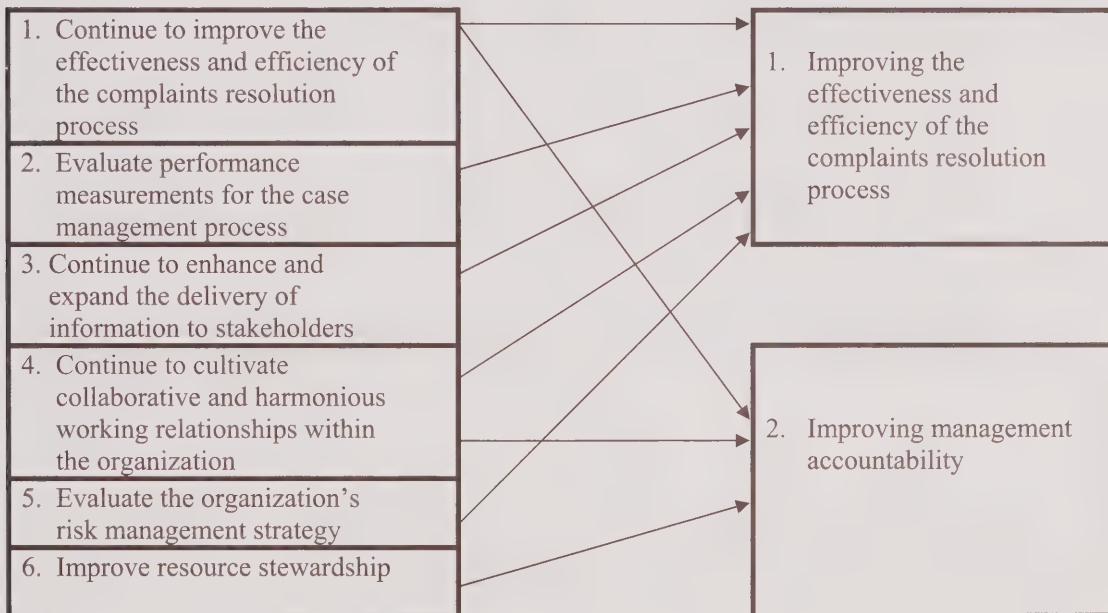 1. Continue to improve the
effectiveness and efficiency of
the complaints resolution
process
2. Evaluate performance
measurements for the case
management process
3. Continue to enhance and
expand the delivery of
information to stakeholders
4. Continue to cultivate
collaborative and harmonious
working relationships within
the organization
5. Evaluate the organization's
risk management strategy
6. Improve resource stewardship
1. Improving the
effectiveness and
efficiency of the
complaints resolution
process
2. Improving management
accountability